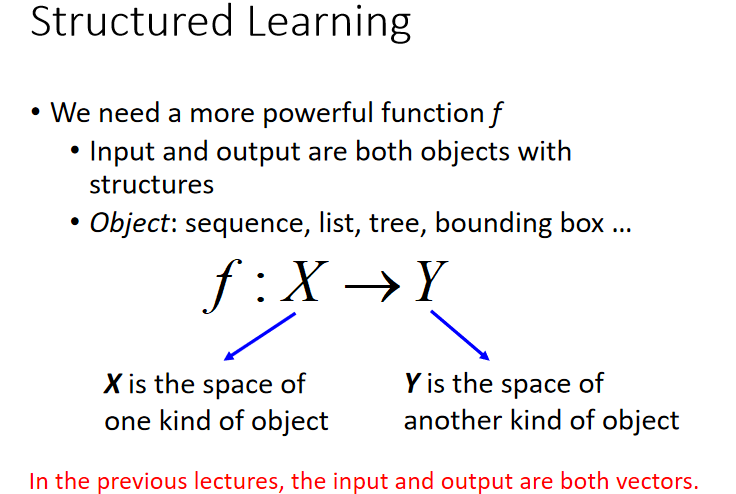 Structured Learning
• We need a more powerful function f
• Input and output are both objects with
structures
• Object: sequence, list, tree, bounding box ...
f : X → Y
X is the space of
one kind of object
Y is the space of
another kind of object
In the previous lectures, the input and output are both vectors.